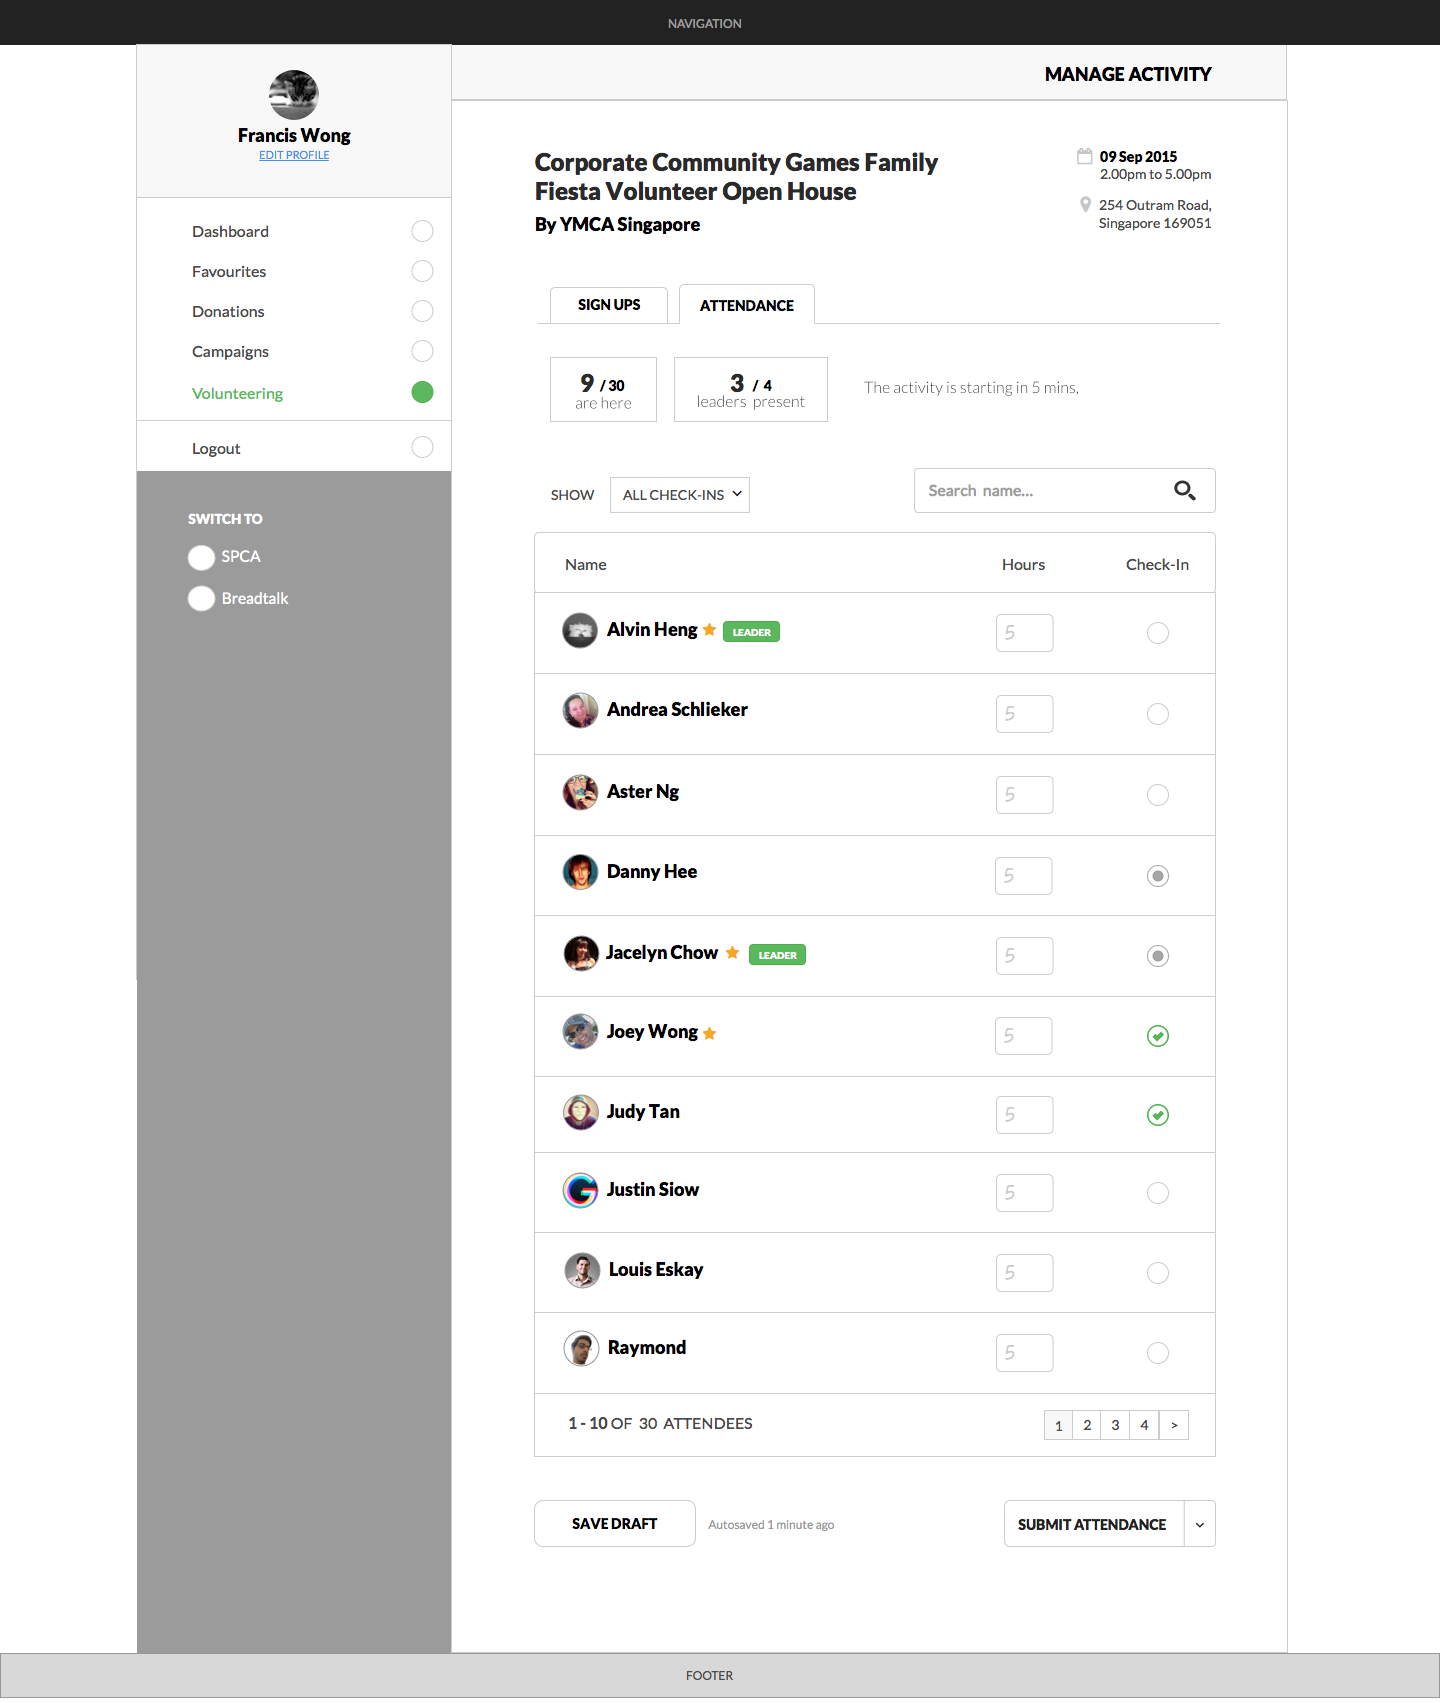 NAVIGATION
Francis Wong
EDIT PROFILE
Dashboard
Favourites
Donations
Campaigns
Volunteering
Logout
SWITCH TO
SPCA
Breadtalk
MANAGE ACTIVITY
Corporate Community Games Family
Fiesta Volunteer Open House
By YMCA Singapore
09 Sep 2015
2.00pm to 5.00pm
254 Outram Road,
Singapore 169051
SIGN UPS
ATTENDANCE
9 / 30
are here
3 / 4
leaders present
The activity is starting in 5 mins.
SHOW
ALL CHECK-INS
Search name...
Name Hours Check-In
Alvin Heng LEADER 5
Andrea Schlieker 5
Aster Ng 5
Danny Hee 5
Jacelyn Chow LEADER 5
Joey Wong 5
Judy Tan 5
Justin Siow 5
Louis Eskay 5
Raymond 5
1 - 10 OF 30 ATTENDEES
1 2 3 4 >
SAVE DRAFT
Autosaved 1 minute ago
SUBMIT ATTENDANCE
FOOTER